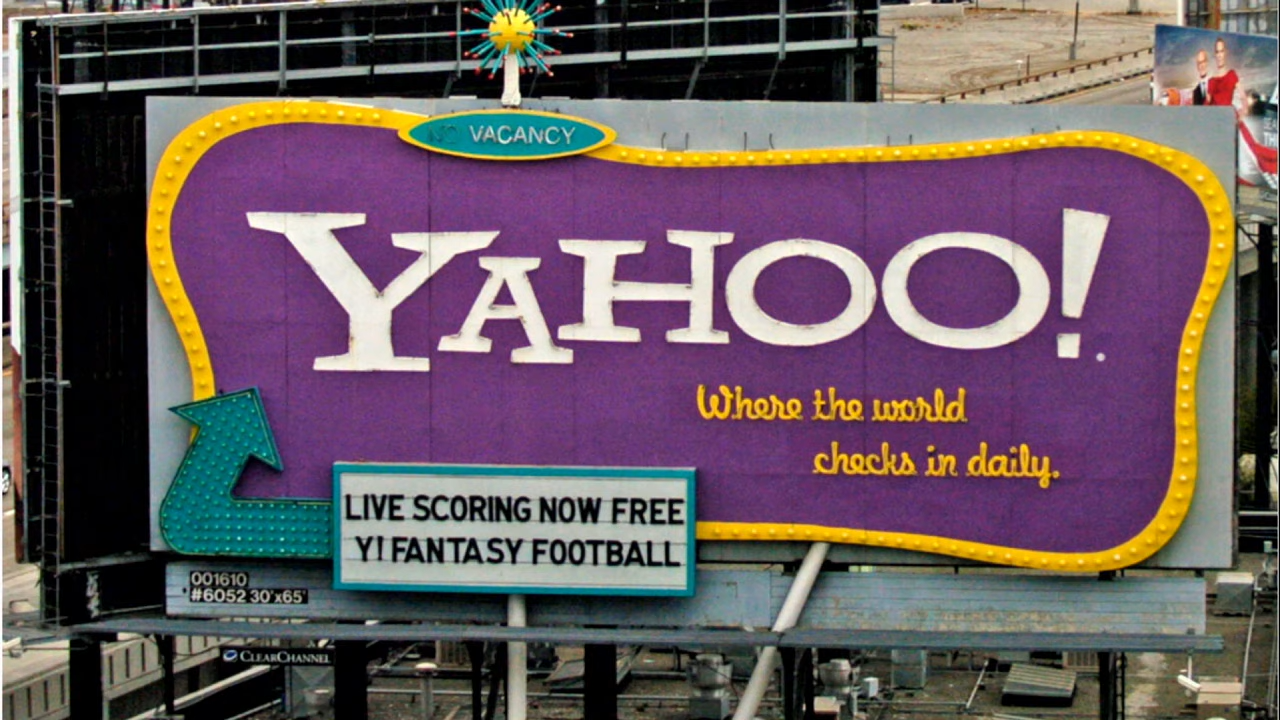 NO VACANCY
YAHOO!
Where the world
checks in daily.
LIVE SCORING NOW FREE
Y! FANTASY FOOTBALL
001610
#6052 30'x65'
CLEARCHANNEL